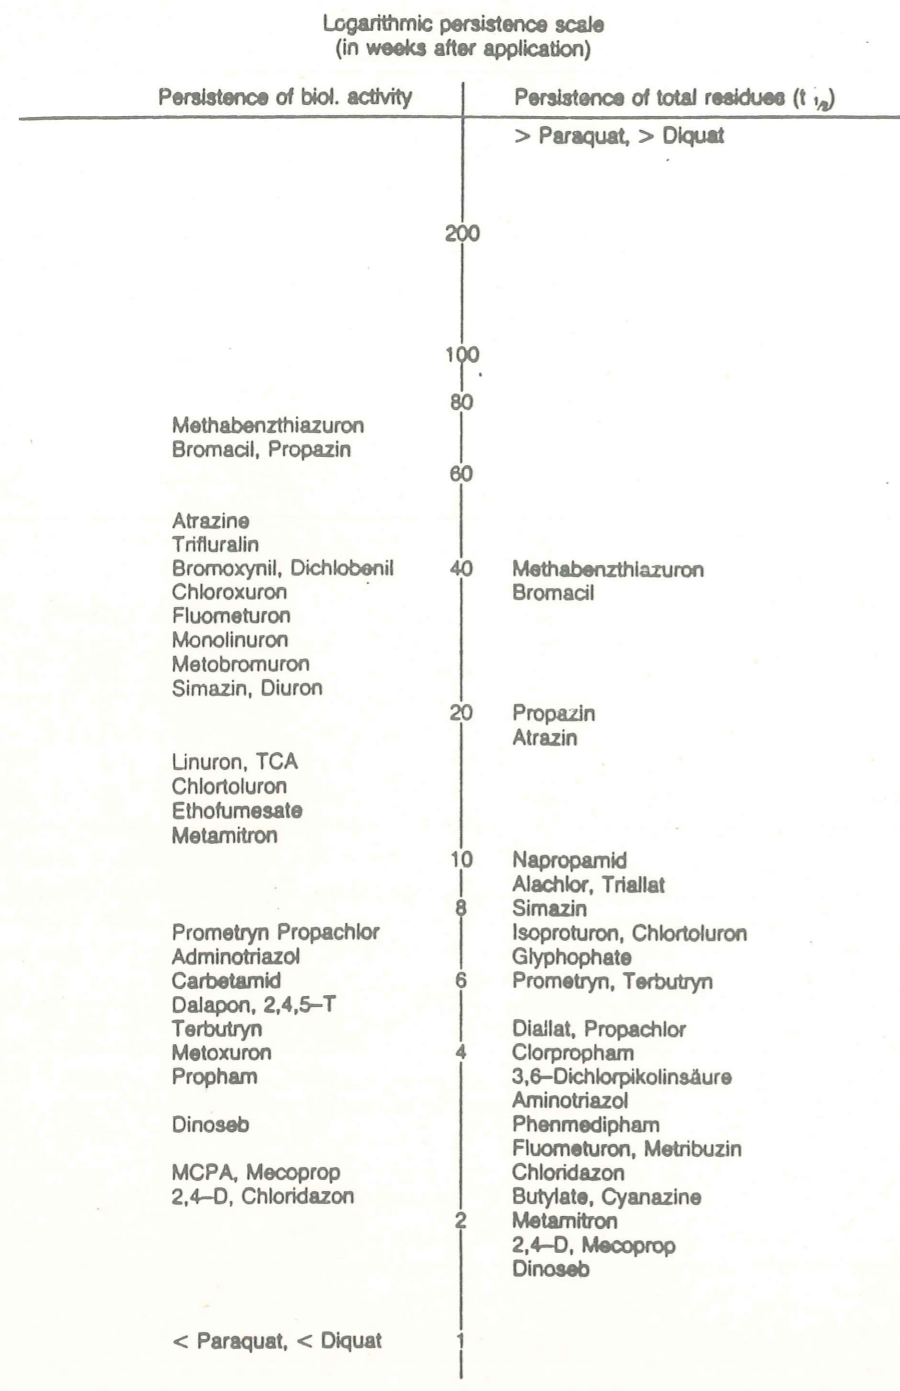 Logarithmic persistence scale
(in weeks after application)
Persistence of biol. activity Persistence of total residues (t 1/2)
> Paraquat, > Diquat
200
100
80
Methabenzthiazuron
Bromacil, Propazin
60
Atrazine
Trifluralin
Bromoxynil, Dichlobenil 40 Methabenzthiazuron
Chloroxuron Bromacil
Fluometuron
Monolinuron
Metobromuron
Simazin, Diuron
20 Propazin
Atrazin
Linuron, TCA
Chlortoluron
Ethofumesate
Metamitron
10 Napropamid
Alachlor, Triallat
8 Simazin
Prometryn Propachlor Isoproturon, Chlortoluron
Adminotriazol Glyphophate
Carbetamid 6 Prometryn, Terbutryn
Dalapon, 2,4,5-T
Terbutryn Diallat, Propachlor
Metoxuron 4 Clorpropham
Propham 3,6-Dichlorpikolinsäure
Aminotriazol
Dinoseb Phenmedipham
Fluometuron, Metribuzin
MCPA, Mecoprop Chloridazon
2,4-D, Chloridazon Butylate, Cyanazine
2 Metamitron
2,4-D, Mecoprop
Dinoseb
< Paraquat, < Diquat 1